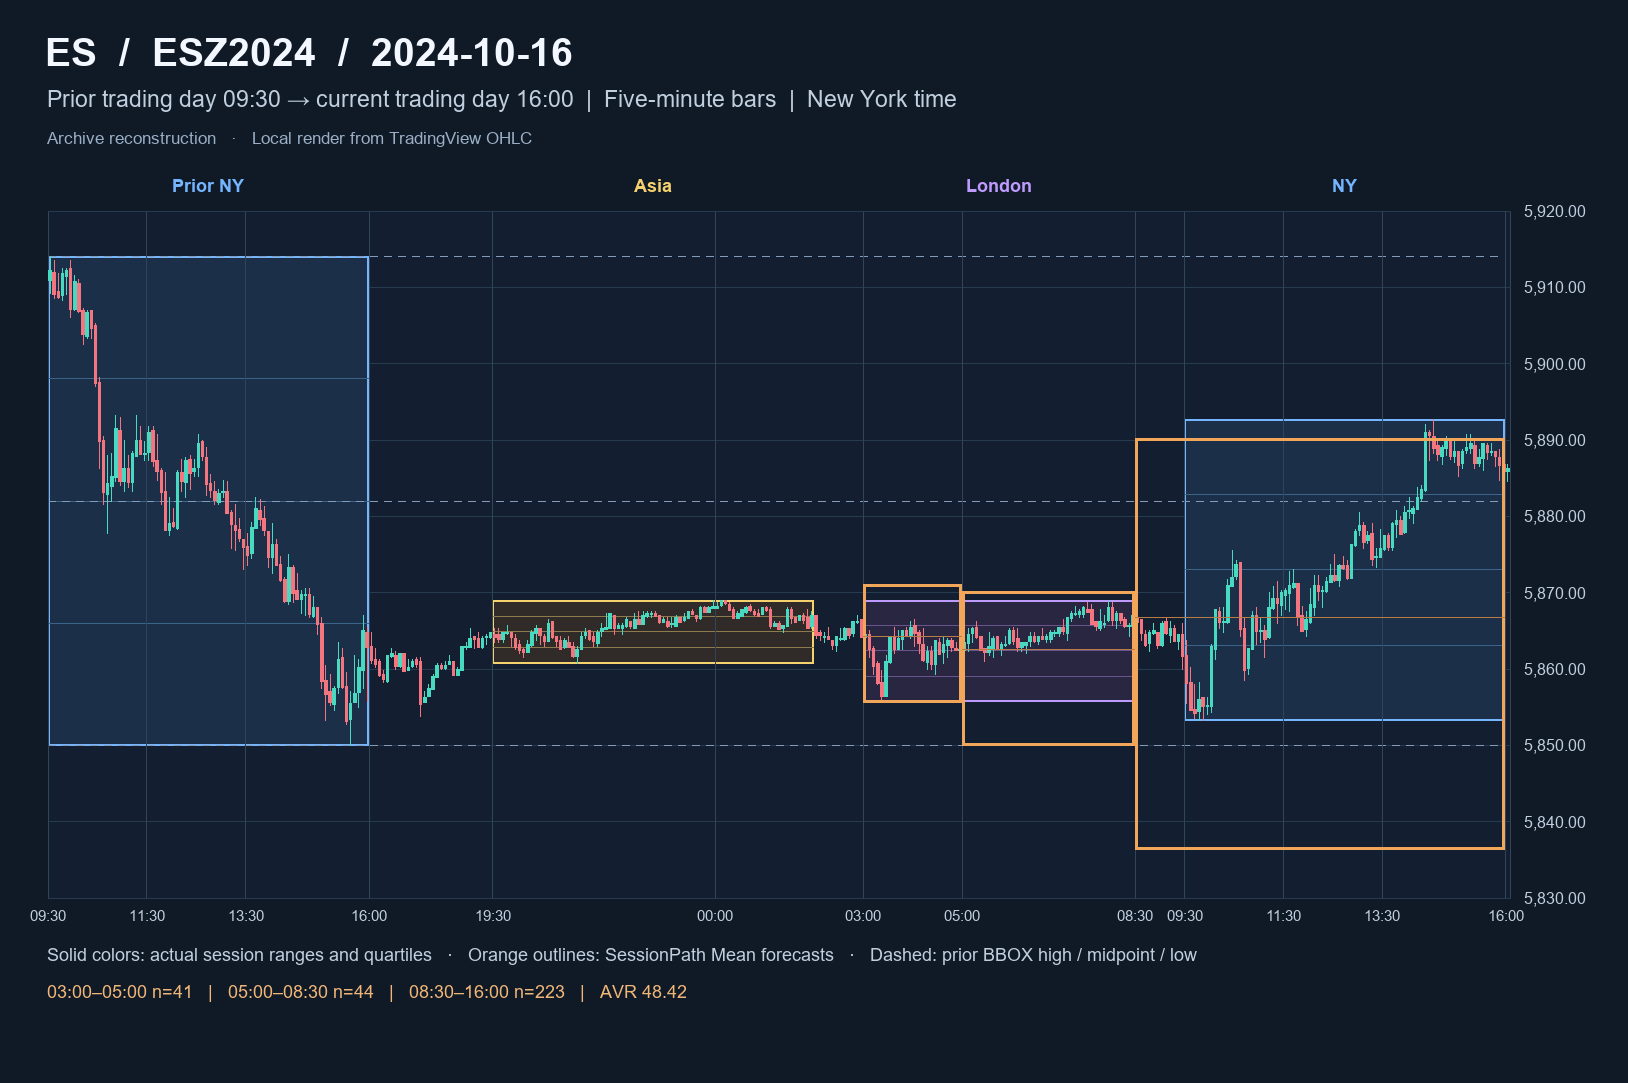 ES / ESZ2024 / 2024-10-16
Prior trading day 09:30 → current trading day 16:00 | Five-minute bars | New York time
Archive reconstruction · Local render from TradingView OHLC
Prior NY Asia London NY
5,920.00
5,910.00
5,900.00
5,890.00
5,880.00
5,870.00
5,860.00
5,850.00
5,840.00
5,830.00
09:30 11:30 13:30 16:00 19:30 00:00 03:00 05:00 08:30 09:30 11:30 13:30 16:00
Solid colors: actual session ranges and quartiles · Orange outlines: SessionPath Mean forecasts · Dashed: prior BBOX high / midpoint / low
03:00–05:00 n=41 | 05:00–08:30 n=44 | 08:30–16:00 n=223 | AVR 48.42